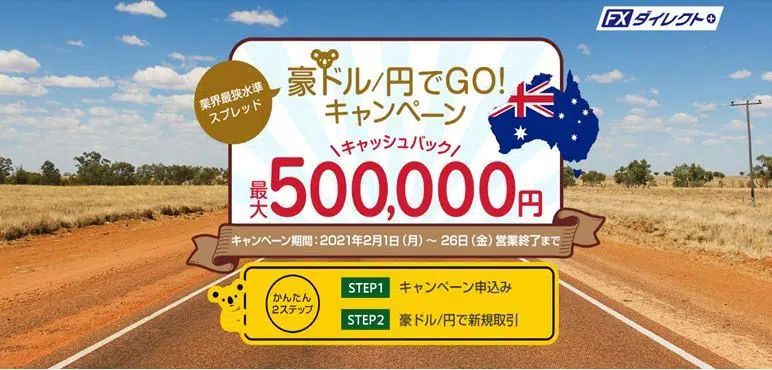 FXダイレクト+
業界最狭水準
スプレッド
豪ドル/円でGO!
キャンペーン
\キャッシュバック/
最大500,000円
キャンペーン期間:2021年2月1日(月)~ 26日(金)営業終了まで
かんたん
2ステップ
STEP1 キャンペーン申込み
STEP2 豪ドル/円で新規取引